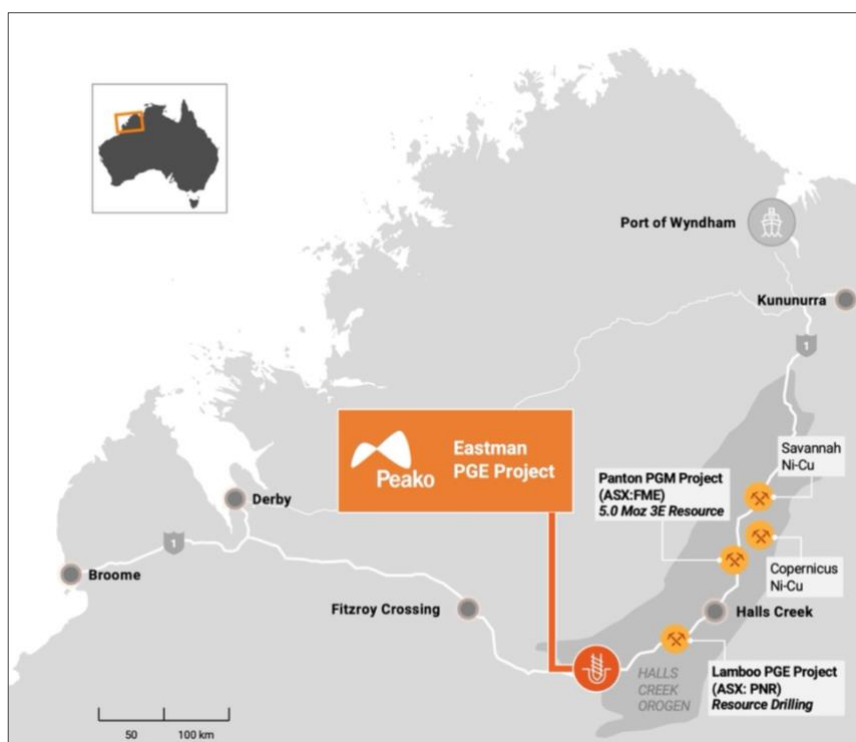 Port of Wyndham
Kununurra
1
Peako
Eastman
PGE Project
Savannah
Ni-Cu
Panton PGM Project
(ASX:FME)
5.0 Moz 3E Resource
Derby
1
Broome
Copernicus
Ni-Cu
Fitzroy Crossing
Halls Creek
HALLS
CREEK
OROGEN
Lamboo PGE Project
(ASX: PNR)
Resource Drilling
50 100 km